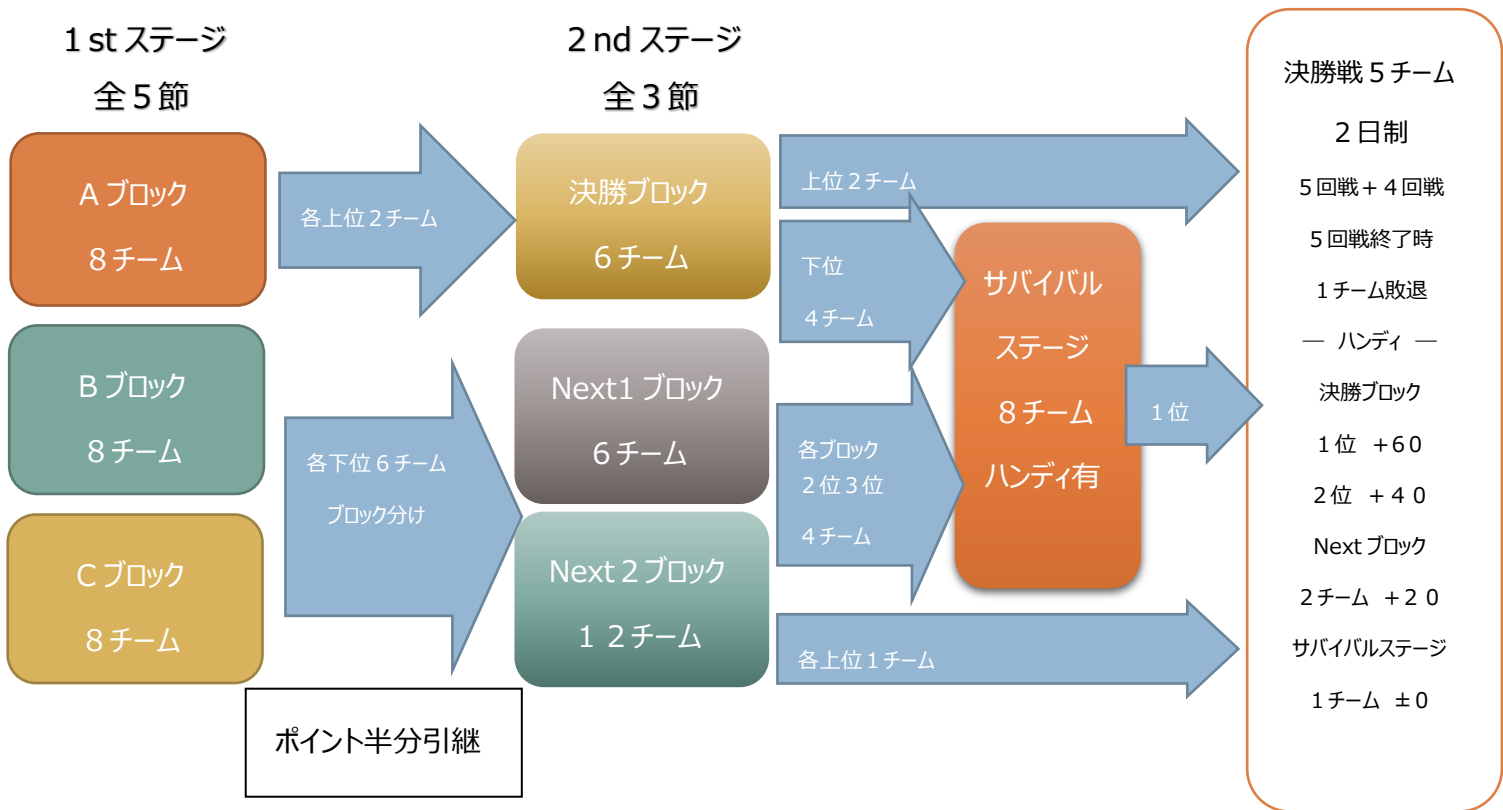 １st ステージ
全５節
A ブロック
８チーム
B ブロック
８チーム
C ブロック
８チーム
各上位２チーム
各下位６チーム
ブロック分け
ポイント半分引継
２nd ステージ
全３節
決勝ブロック
６チーム
Next1 ブロック
６チーム
Next２ブロック
１２チーム
上位２チーム
下位
４チーム
各ブロック
２位３位
４チーム
各上位１チーム
サバイバル
ステージ
８チーム
ハンディ有
１位
決勝戦５チーム
２日制
５回戦＋４回戦
５回戦終了時
１チーム敗退
― ハンディ ―
決勝ブロック
１位 +６０
２位 +４０
Next ブロック
２チーム +２０
サバイバルステージ
１チーム ±０